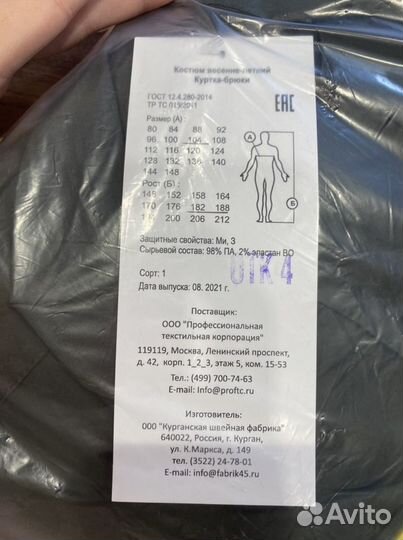 Костюм весенне-летний
Куртка-брюки
ГОСТ 12.4.280-2014
ТР ТС 019/2011
EAC
Размер (А) :
80 84 88 92
96 100 104 108
112 116 120 124
128 132 136 140
144 148
Рост (Б) :
146 152 158 164
170 176 182 188
200 206 212
А
Б
Защитные свойства: Ми, З
Сырьевой состав: 98% ПА, 2% эластан ВО
ОТК 4
Сорт: 1
Дата выпуска: 08. 2021 г.
Поставщик:
ООО "Профессиональная
текстильная корпорация"
119119, Москва, Ленинский проспект,
д. 42, корп. 1_2_3, этаж 5, ком. 15-53
Тел.: (499) 700-74-63
E-mail: Info@proftc.ru
Изготовитель:
ООО "Курганская швейная фабрика"
640022, Россия, г. Курган,
ул. К.Маркса, д. 149
тел. (3522) 24-78-01
E-mail: info@fabrik45.ru
Avito